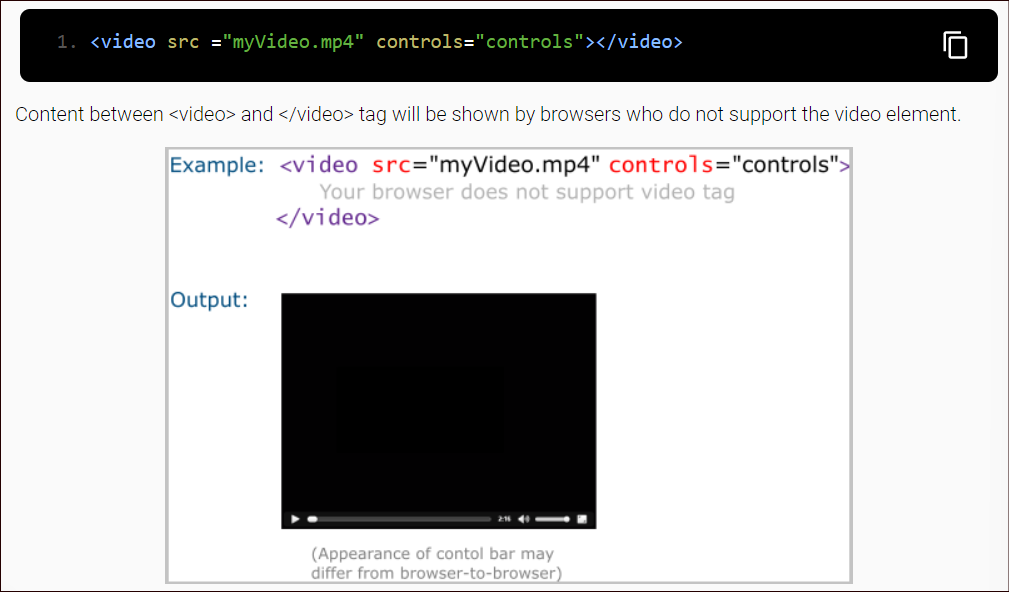 1. <video src ="myVideo.mp4" controls="controls"></video>
Content between <video> and </video> tag will be shown by browsers who do not support the video element.
Example: <video src="myVideo.mp4" controls="controls">
Your browser does not support video tag
</video>
Output:
2:16
(Appearance of contol bar may
differ from browser-to-browser)